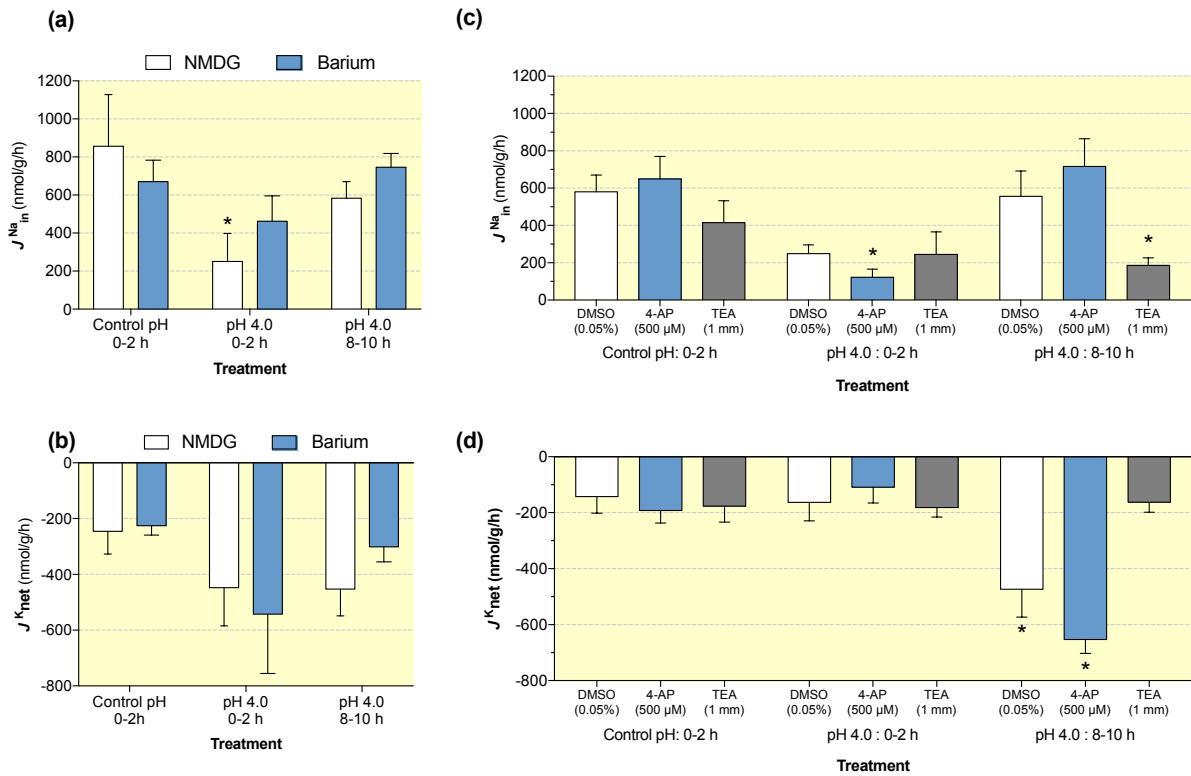 (a)
NMDG Barium
1200
1000
800
600
400
200
0
J Na in (nmol/g/h)
*
Control pH pH 4.0 pH 4.0
0-2 h 0-2 h 8-10 h
Treatment
(b)
NMDG Barium
0
-200
-400
-600
-800
J K net (nmol/g/h)
Control pH pH 4.0 pH 4.0
0-2h 0-2 h 8-10 h
Treatment
(c)
1200
1000
800
600
400
200
0
J Na in (nmol/g/h)
* *
DMSO 4-AP TEA DMSO 4-AP TEA DMSO 4-AP TEA
(0.05%) (500 µM) (1 mm) (0.05%) (500 µM) (1 mm) (0.05%) (500 µM) (1 mm)
Control pH: 0-2 h pH 4.0 : 0-2 h pH 4.0 : 8-10 h
Treatment
(d)
0
-200
-400
-600
-800
J K net (nmol/g/h)
* *
DMSO 4-AP TEA DMSO 4-AP TEA DMSO 4-AP TEA
(0.05%) (500 µM) (1 mm) (0.05%) (500 µM) (1 mm) (0.05%) (500 µM) (1 mm)
Control pH: 0-2 h pH 4.0 : 0-2 h pH 4.0 : 8-10 h
Treatment